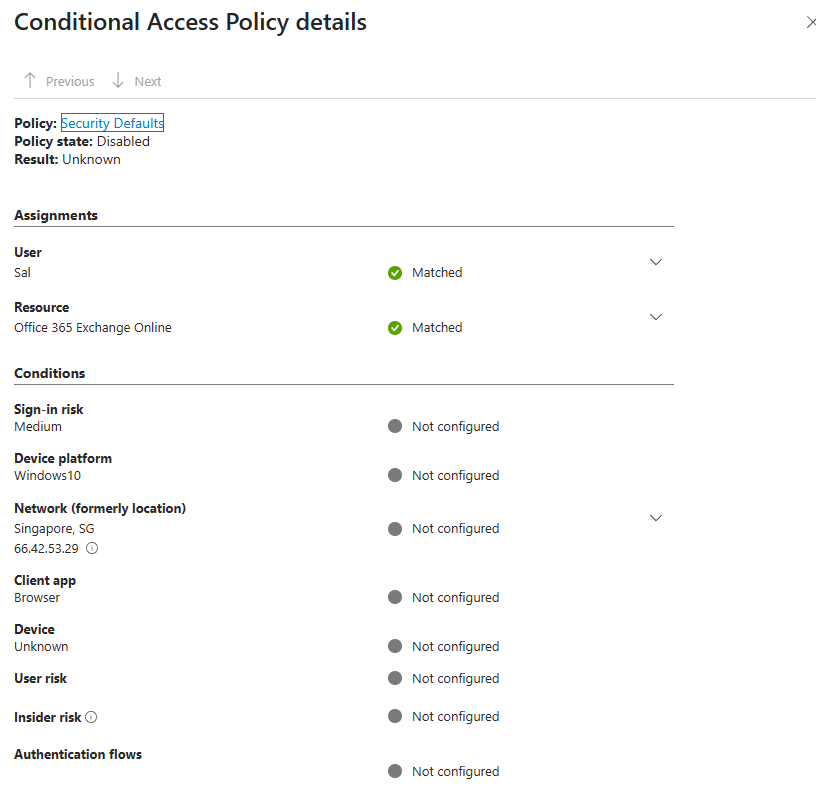 Conditional Access Policy details
Previous Next
Policy: Security Defaults
Policy state: Disabled
Result: Unknown
Assignments
User
Sal Matched
Resource
Office 365 Exchange Online Matched
Conditions
Sign-in risk
Medium Not configured
Device platform
Windows10 Not configured
Network (formerly location)
Singapore, SG Not configured
66.42.53.29
Client app
Browser Not configured
Device
Unknown Not configured
User risk Not configured
Insider risk Not configured
Authentication flows
Not configured